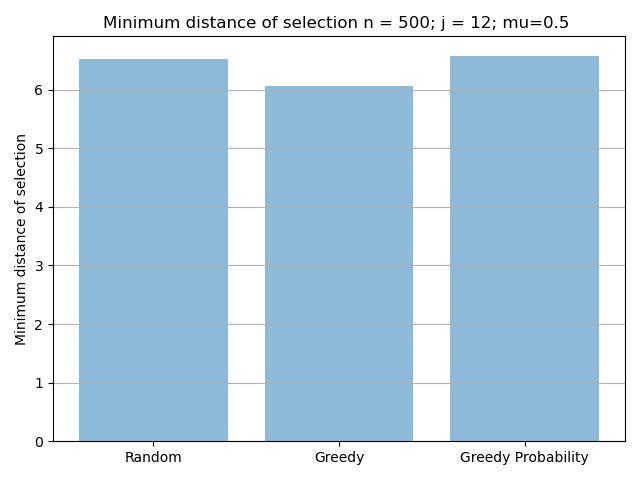 Minimum distance of selection n = 500; j = 12; mu=0.5
Minimum distance of selection
6
5
4
3
2
1
0
Random
Greedy
Greedy Probability